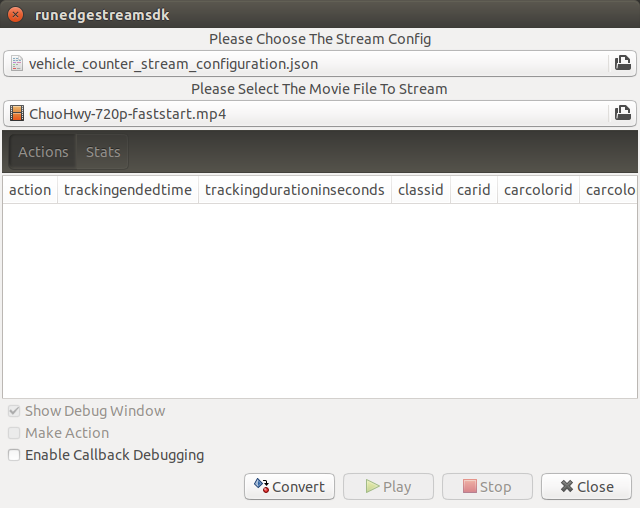 runedgestreamsdk
Please Choose The Stream Config
vehicle_counter_stream_configuration.json
Please Select The Movie File To Stream
ChuoHwy-720p-faststart.mp4
Actions Stats
action trackingendedtime trackingdurationinseconds classid carid carcolorid carcolo
Show Debug Window
Make Action
Enable Callback Debugging
Convert Play Stop Close